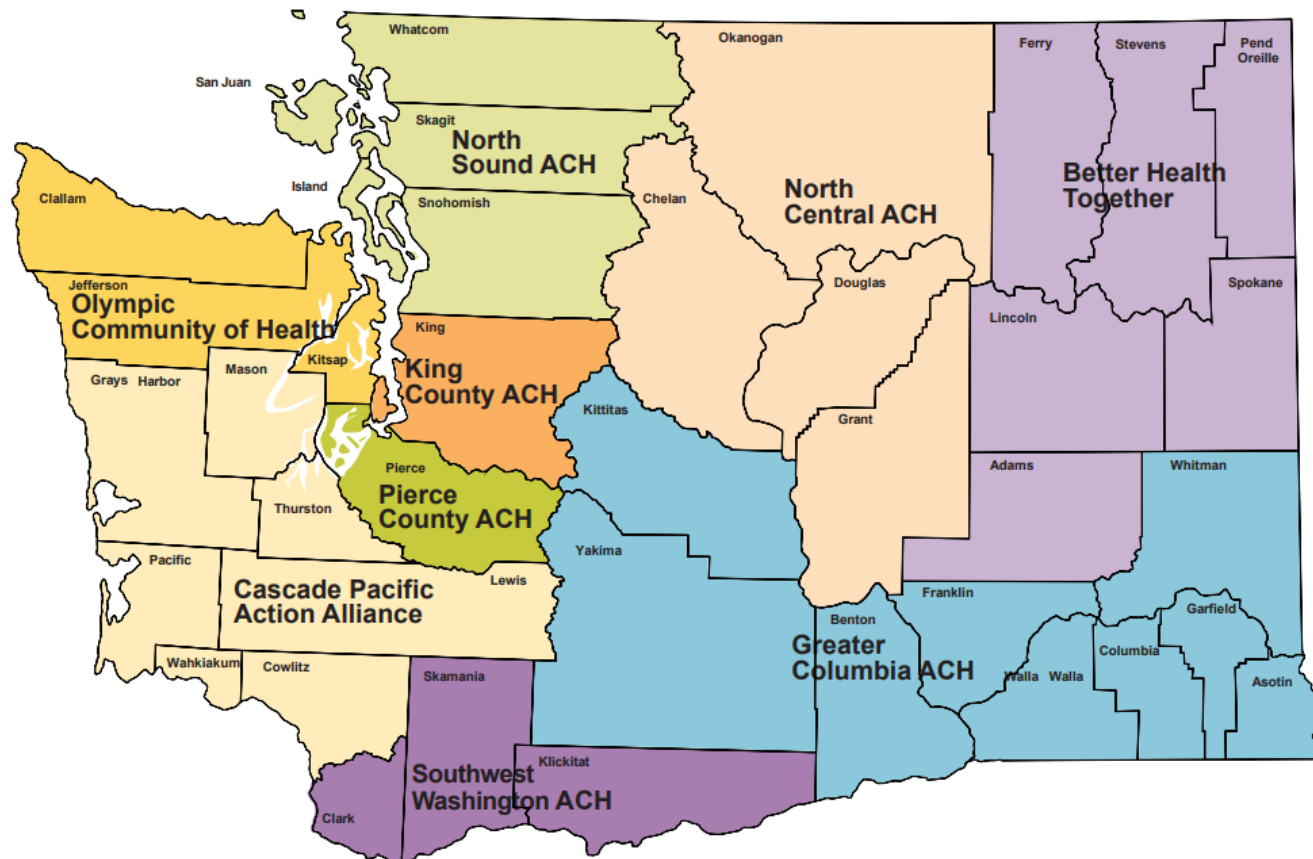 Whatcom
Okanogan
Ferry
Stevens
Pend
Oreille
San Juan
Skagit
North
Sound ACH
Island
Clallam
Snohomish
Chelan
North
Central ACH
Better Health
Together
Jefferson
Olympic
Community of Health
Douglas
Spokane
Lincoln
King
King
County ACH
Kitsap
Mason
Grays Harbor
Kittitas
Grant
Pierce
Pierce
County ACH
Adams
Whitman
Thurston
Pacific
Yakima
Lewis
Cascade Pacific
Action Alliance
Franklin
Benton
Greater
Columbia ACH
Garfield
Columbia
Walla Walla
Asotin
Wahkiakum
Cowlitz
Skamania
Southwest
Washington ACH
Klickitat
Clark